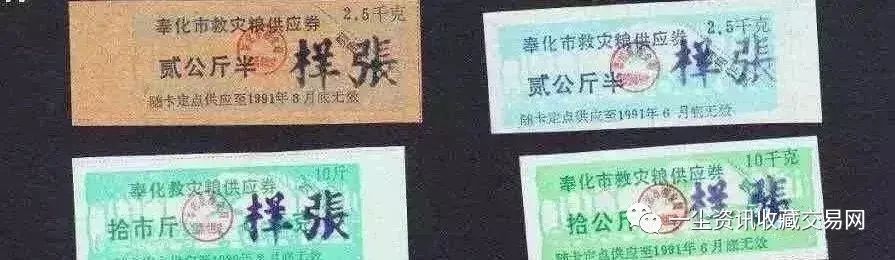 2.5千克
奉化市救灾粮供应券
贰公斤半
样張
随卡定点供应至1991年6月底无效
2.5千克
奉化市救灾粮供应券
贰公斤半
样張
随卡定点供应至1991年6月底无效
10斤
奉化救灾粮供应券
拾市斤
样張
10千克
奉化市救灾粮供应券
拾公斤
样張
随卡定点供应至1991年6月底无效
一尘资讯收藏交易网